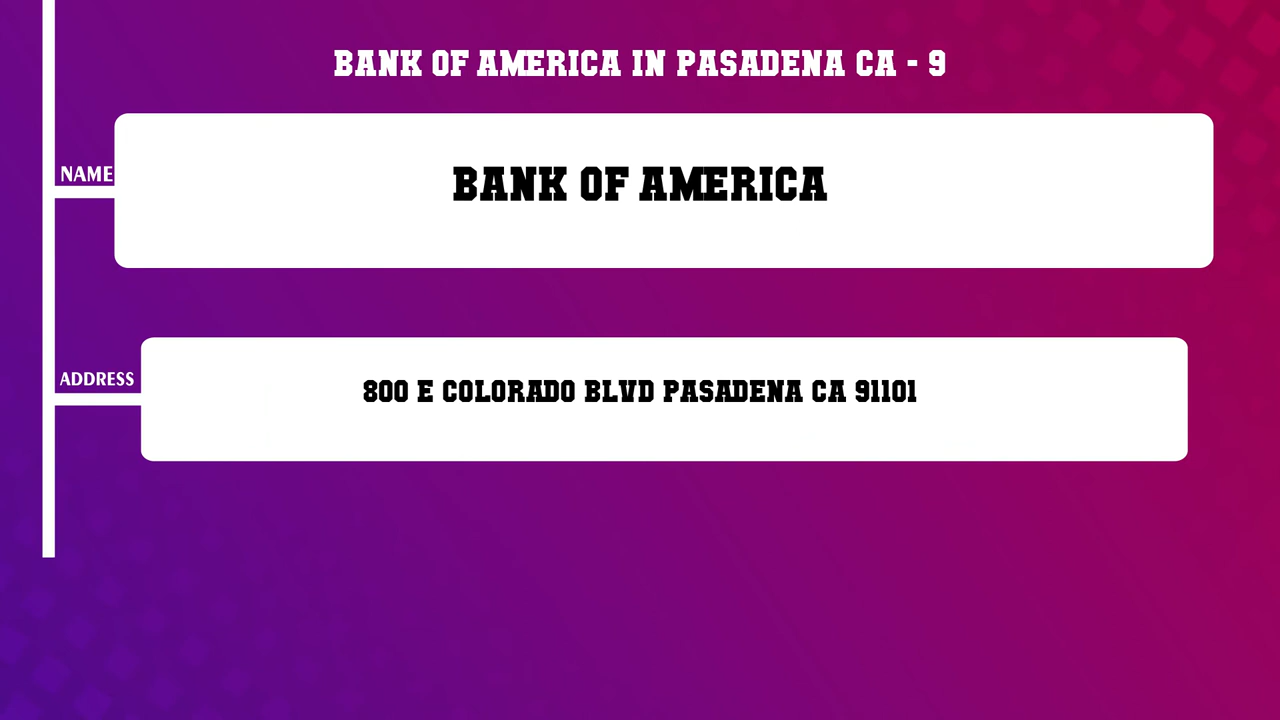 BANK OF AMERICA IN PASADENA CA - 9
NAME
BANK OF AMERICA
ADDRESS
800 E COLORADO BLVD PASADENA CA 91101